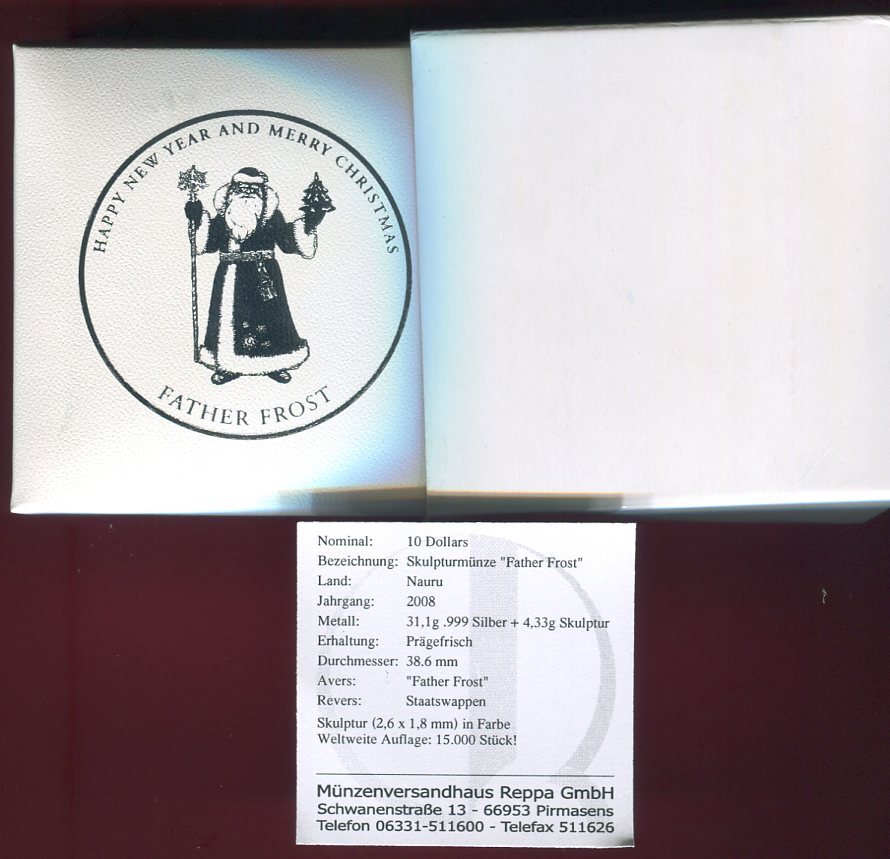 HAPPY NEW YEAR AND MERRY CHRISTMAS
FATHER FROST
Nominal: 10 Dollars
Bezeichnung: Skulpturmünze "Father Frost"
Land: Nauru
Jahrgang: 2008
Metall: 31,1g .999 Silber + 4,33g Skulptur
Erhaltung: Prägefrisch
Durchmesser: 38.6 mm
Avers: "Father Frost"
Revers: Staatswappen
Skulptur (2,6 x 1,8 mm) in Farbe
Weltweite Auflage: 15.000 Stück!
Münzenversandhaus Reppa GmbH
Schwanenstraße 13 - 66953 Pirmasens
Telefon 06331-511600 - Telefax 511626